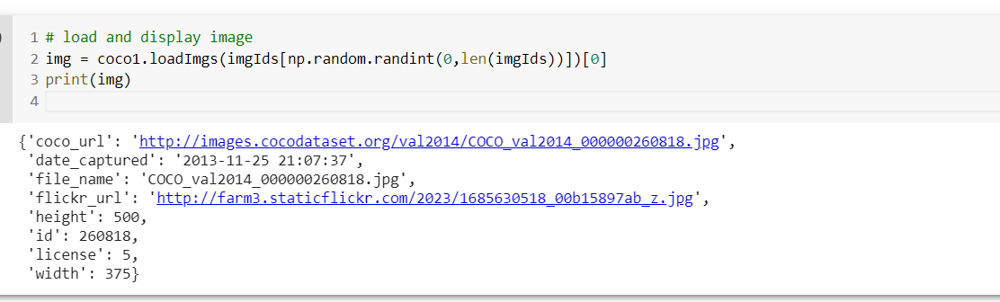 1 # load and display image
2 img = coco1.loadImgs(imgIds[np.random.randint(0,len(imgIds))])[0]
3 print(img)
4
{'coco_url': 'http://images.cocodataset.org/val2014/COCO_val2014_000000260818.jpg',
'date_captured': '2013-11-25 21:07:37',
'file_name': 'COCO_val2014_000000260818.jpg',
'flickr_url': 'http://farm3.staticflickr.com/2023/1685630518_00b15897ab_z.jpg',
'height': 500,
'id': 260818,
'license': 5,
'width': 375}